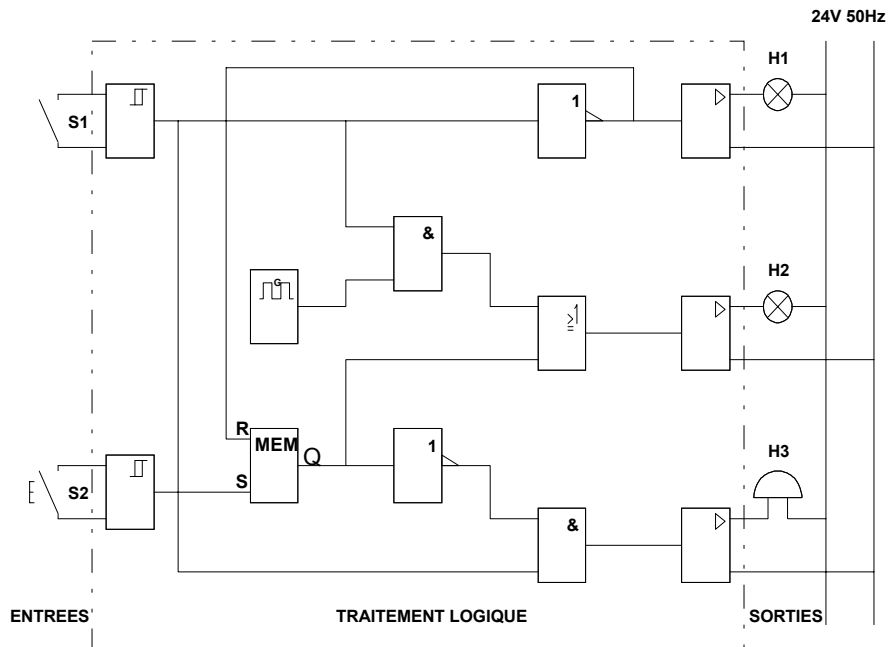 24V 50Hz
H1
S1
1
&
G
H2
≥1
R
MEM
Q
1
H3
S
S2
&
ENTREES
TRAITEMENT LOGIQUE
SORTIES